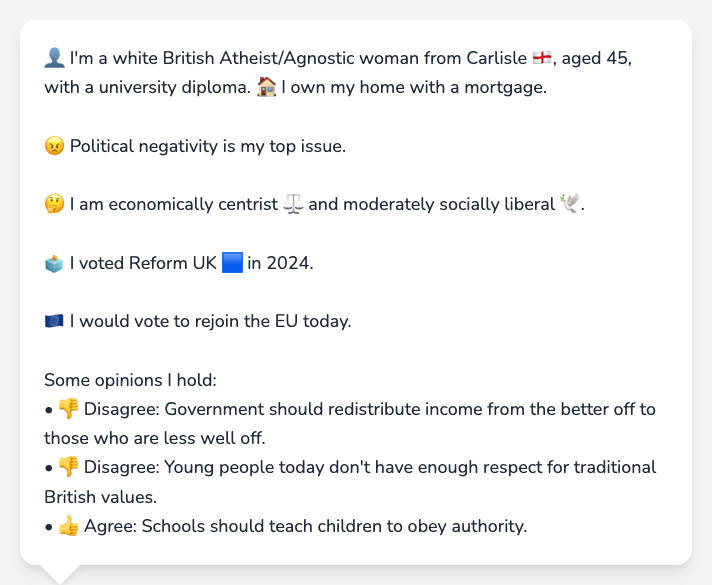 👤 I'm a white British Atheist/Agnostic woman from Carlisle 🏴󠁧󠁢󠁥󠁮󠁧󠁿, aged 45,
with a university diploma. 🏠 I own my home with a mortgage.
😠 Political negativity is my top issue.
🤔 I am economically centrist ⚖️ and moderately socially liberal 🕊️.
🗳️ I voted Reform UK 🟦 in 2024.
🇪🇺 I would vote to rejoin the EU today.
Some opinions I hold:
• 👎 Disagree: Government should redistribute income from the better off to
those who are less well off.
• 👎 Disagree: Young people today don't have enough respect for traditional
British values.
• 👍 Agree: Schools should teach children to obey authority.